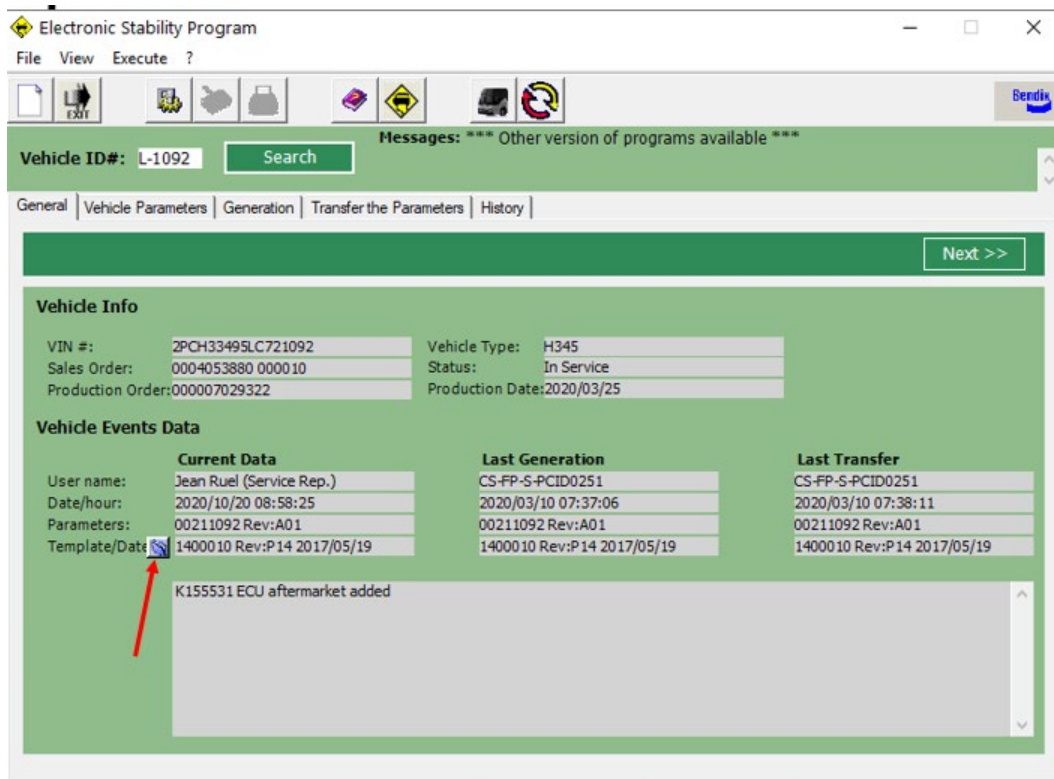 Electronic Stability Program
File View Execute ?
EXIT
Bendix
Messages: *** Other version of programs available ***
Vehicle ID#: L-1092 Search
General Vehicle Parameters Generation Transfer the Parameters History
Next >>
Vehicle Info
VIN #: 2PCH33495LC721092 Vehicle Type: H345
Sales Order: 0004053880 000010 Status: In Service
Production Order: 000007029322 Production Date: 2020/03/25
Vehicle Events Data
Current Data Last Generation Last Transfer
User name: Jean Ruel (Service Rep.) CS-FP-S-PCID0251 CS-FP-S-PCID0251
Date/hour: 2020/10/20 08:58:25 2020/03/10 07:37:06 2020/03/10 07:38:11
Parameters: 00211092 Rev:A01 00211092 Rev:A01 00211092 Rev:A01
Template/Date 1400010 Rev:P14 2017/05/19 1400010 Rev:P14 2017/05/19 1400010 Rev:P14 2017/05/19
K155531 ECU aftermarket added